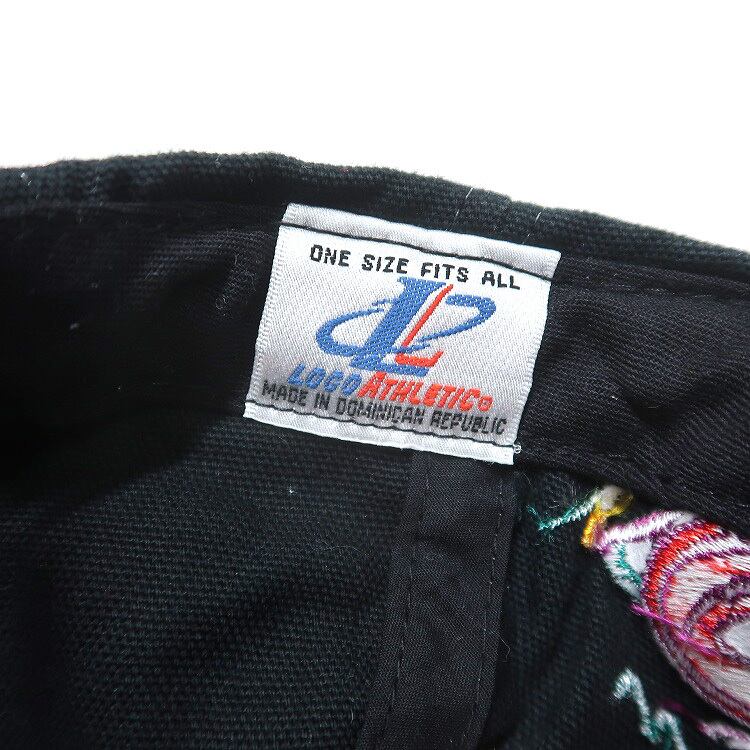 ONE SIZE FITS ALL
LOGO ATHLETIC®
MADE IN DOMINICAN REPUBLIC